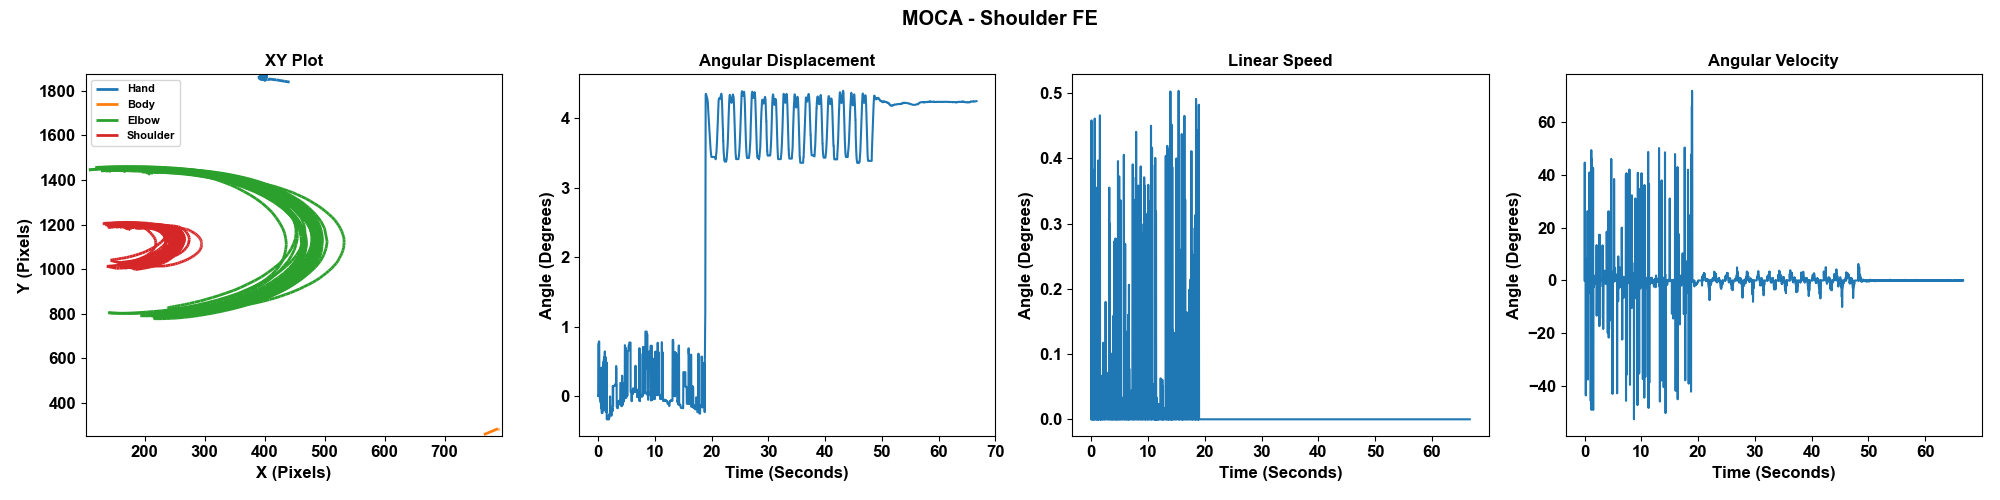 MOCA - Shoulder FE
XY Plot
Hand
Body
Elbow
Shoulder
Y (Pixels)
1800
1600
1400
1200
1000
800
600
400
200 300 400 500 600 700
X (Pixels)
Angular Displacement
Angle (Degrees)
4
3
2
1
0
0 10 20 30 40 50 60 70
Time (Seconds)
Linear Speed
Angle (Degrees)
0.5
0.4
0.3
0.2
0.1
0.0
0 10 20 30 40 50 60
Time (Seconds)
Angular Velocity
Angle (Degrees)
60
40
20
0
−20
−40
0 10 20 30 40 50 60
Time (Seconds)